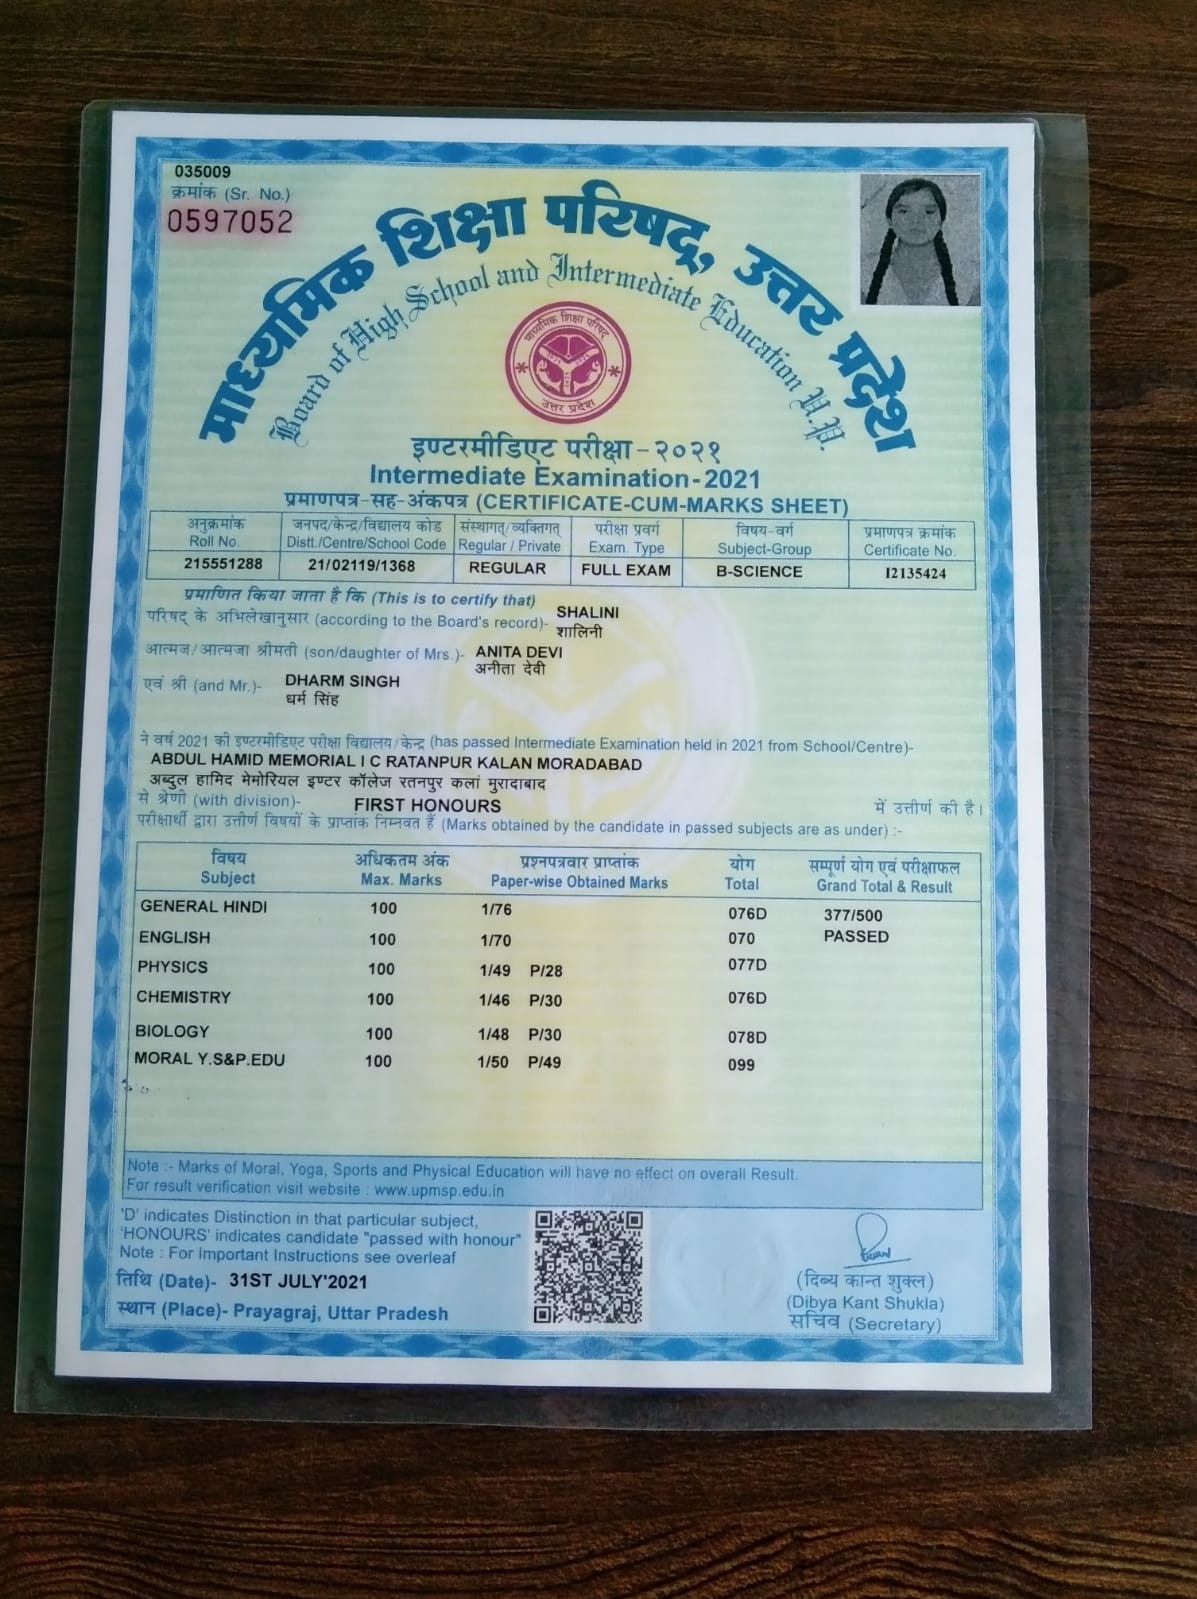 035009
क्रमांक (Sr. No.)
0597052
माध्यमिक शिक्षा परिषद्, उत्तर प्रदेश
Board of High School and Intermediate Education U.P.
माध्यमिक शिक्षा परिषद
उत्तर प्रदेश
इण्टरमीडिएट परीक्षा-२०२१
Intermediate Examination-2021
प्रमाणपत्र-सह-अंकपत्र (CERTIFICATE-CUM-MARKS SHEET)
अनुक्रमांक जनपद/केन्द्र/विद्यालय कोड संस्थागत/व्यक्तिगत परीक्षा प्रवर्ग विषय-वर्ग प्रमाणपत्र क्रमांक
Roll No. Distt./Centre/School Code Regular / Private Exam. Type Subject-Group Certificate No.
215551288 21/02119/1368 REGULAR FULL EXAM B-SCIENCE I2135424
प्रमाणित किया जाता है कि (This is to certify that)
परिषद् के अभिलेखानुसार (according to the Board's record)- SHALINI
शालिनी
आत्मज/आत्मजा श्रीमती (son/daughter of Mrs.)- ANITA DEVI
अनीता देवी
एवं श्री (and Mr.)- DHARM SINGH
धर्म सिंह
ने वर्ष 2021 की इण्टरमीडिएट परीक्षा विद्यालय/केन्द्र (has passed Intermediate Examination held in 2021 from School/Centre)-
ABDUL HAMID MEMORIAL I C RATANPUR KALAN MORADABAD
अब्दुल हामिद मेमोरियल इण्टर कॉलेज रतनपुर कलां मुरादाबाद
से श्रेणी (with division)- FIRST HONOURS में उत्तीर्ण की है।
परीक्षार्थी द्वारा उत्तीर्ण विषयों के प्राप्तांक निम्नवत हैं (Marks obtained by the candidate in passed subjects are as under) :-
विषय अधिकतम अंक प्रश्नपत्रवार प्राप्तांक योग सम्पूर्ण योग एवं परीक्षाफल
Subject Max. Marks Paper-wise Obtained Marks Total Grand Total & Result
GENERAL HINDI 100 1/76 076D 377/500
ENGLISH 100 1/70 070 PASSED
PHYSICS 100 1/49 P/28 077D
CHEMISTRY 100 1/46 P/30 076D
BIOLOGY 100 1/48 P/30 078D
MORAL Y.S&P.EDU 100 1/50 P/49 099
Note :- Marks of Moral, Yoga, Sports and Physical Education will have no effect on overall Result.
For result verification visit website : www.upmsp.edu.in
'D' indicates Distinction in that particular subject,
'HONOURS' indicates candidate "passed with honour"
Note : For Important Instructions see overleaf
तिथि (Date)- 31ST JULY'2021
स्थान (Place)- Prayagraj, Uttar Pradesh
(दिब्य कान्त शुक्ल)
(Dibya Kant Shukla)
सचिव (Secretary)